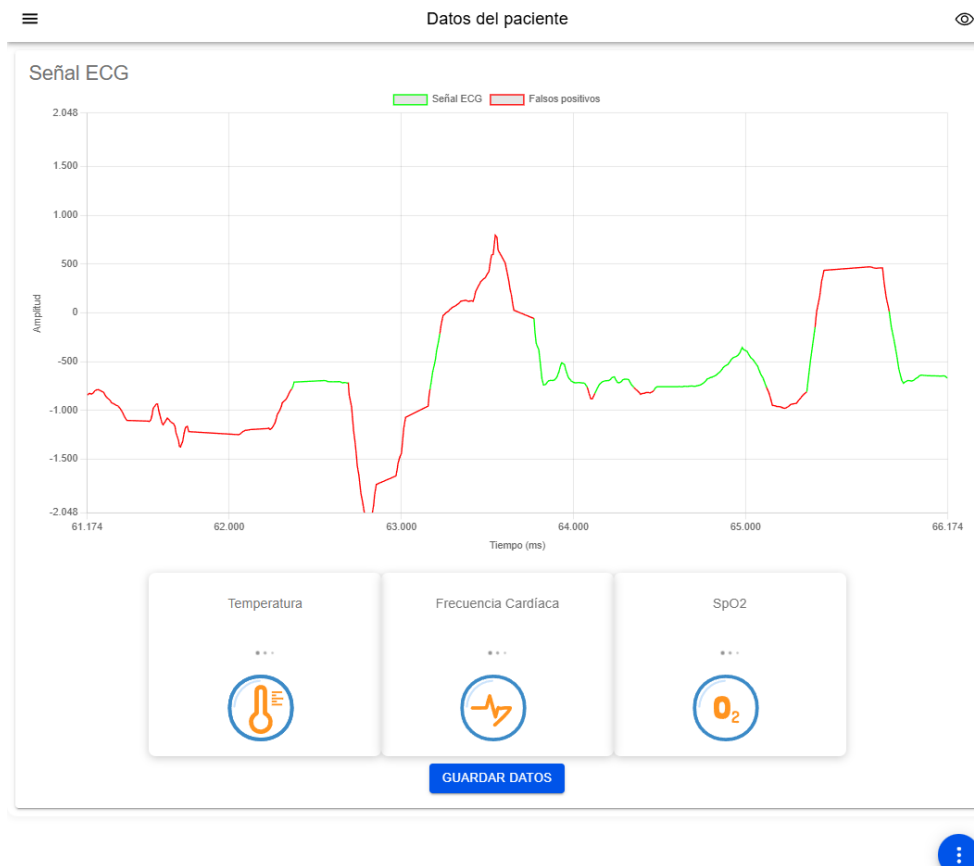 Datos del paciente
Señal ECG
Señal ECG Falsos positivos
2.048
1.500
1.000
500
0
-500
-1.000
-1.500
-2.048
Amplitud
61.174 62.000 63.000 64.000 65.000 66.174
Tiempo (ms)
Temperatura Frecuencia Cardíaca SpO2
O2
GUARDAR DATOS